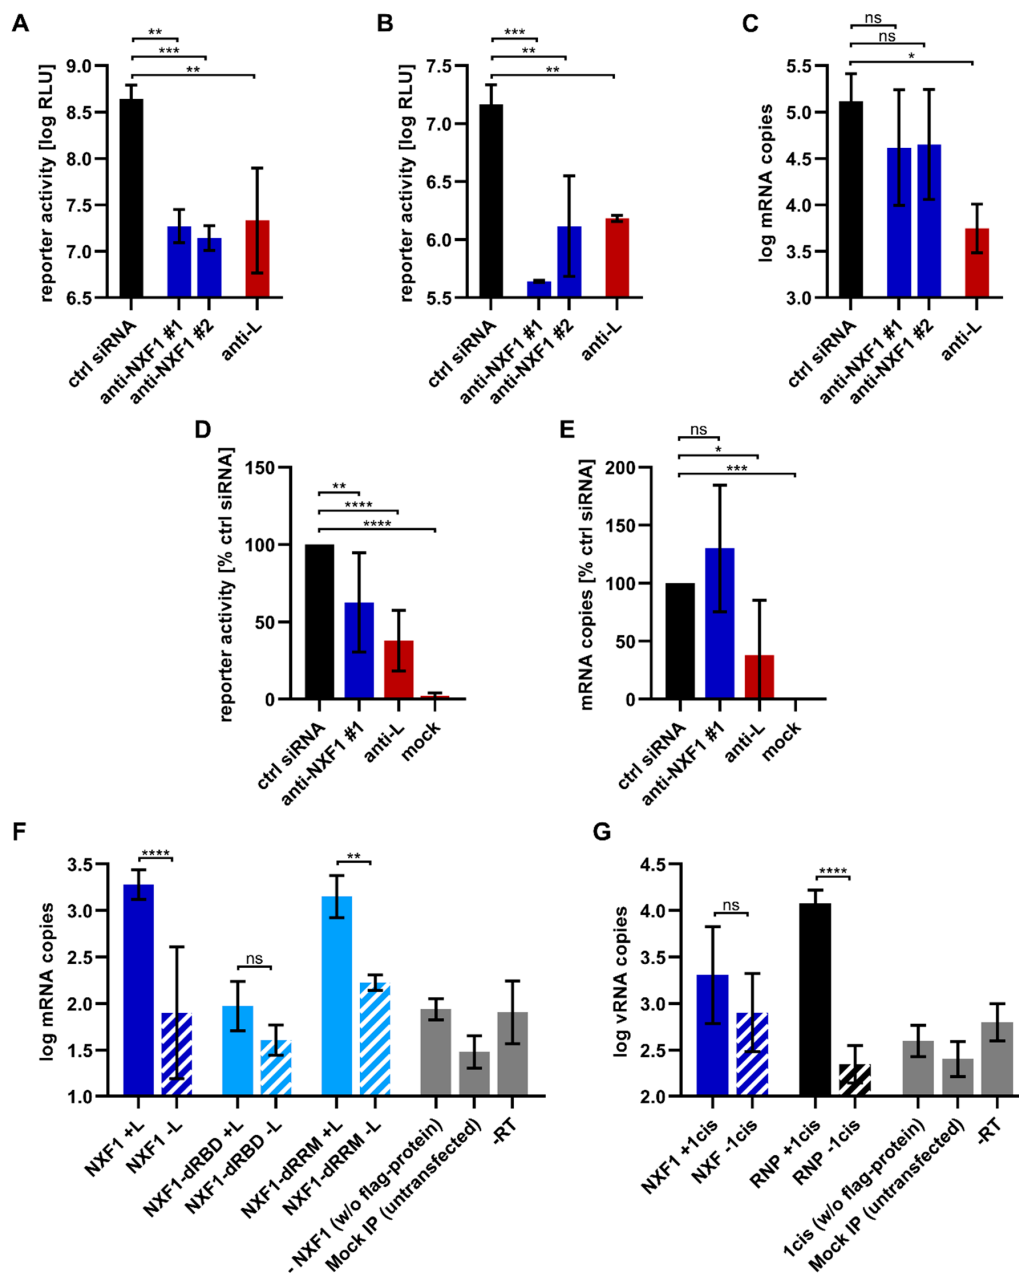 A
**
***
**
reporter activity [log RLU]
9.0
8.5
8.0
7.5
7.0
6.5
ctrl siRNA
anti-NXF1 #1
anti-NXF1 #2
anti-L
B
***
**
**
reporter activity [log RLU]
7.5
7.0
6.5
6.0
5.5
ctrl siRNA
anti-NXF1 #1
anti-NXF1 #2
anti-L
C
ns
ns
*
log mRNA copies
5.5
5.0
4.5
4.0
3.5
3.0
ctrl siRNA
anti-NXF1 #1
anti-NXF1 #2
anti-L
D
**
****
****
reporter activity [% ctrl siRNA]
150
100
50
0
ctrl siRNA
anti-NXF1 #1
anti-L
mock
E
ns
*
***
mRNA copies [% ctrl siRNA]
200
150
100
50
0
ctrl siRNA
anti-NXF1 #1
anti-L
mock
F
****
ns
**
log mRNA copies
3.5
3.0
2.5
2.0
1.5
1.0
NXF1 +L
NXF1 -L
NXF1-dRBD +L
NXF1-dRBD -L
NXF1-dRRM +L
NXF1-dRRM -L
- NXF1 (w/o flag-protein)
Mock IP (untransfected)
-RT
G
ns
****
log vRNA copies
4.5
4.0
3.5
3.0
2.5
2.0
NXF1 +1cis
NXF -1cis
RNP +1cis
RNP -1cis
1cis (w/o flag-protein)
Mock IP (untransfected)
-RT